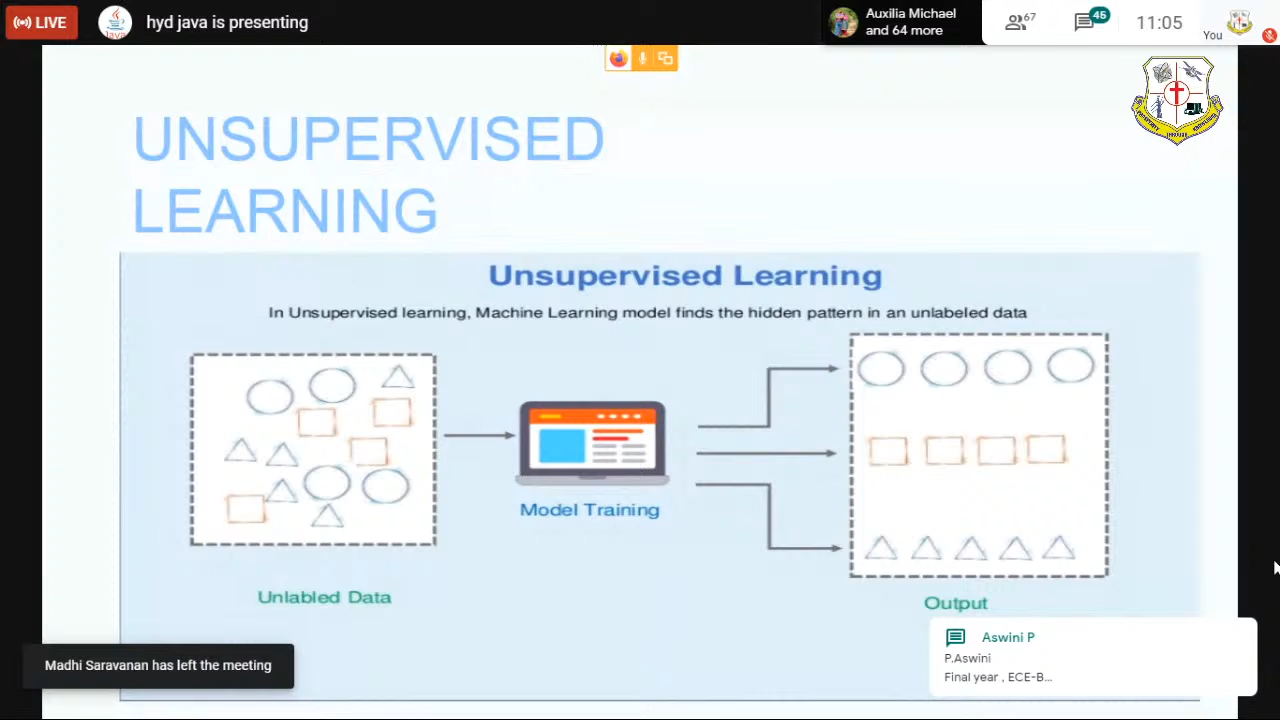 LIVE
hyd java is presenting
Auxilia Michael
and 64 more
67
45
11:05
You
Java
UNSUPERVISED
LEARNING
Unsupervised Learning
In Unsupervised learning, Machine Learning model finds the hidden pattern in an unlabeled data
Model Training
Unlabled Data
Output
Madhi Saravanan has left the meeting
Aswini P
P.Aswini
Final year , ECE-B...